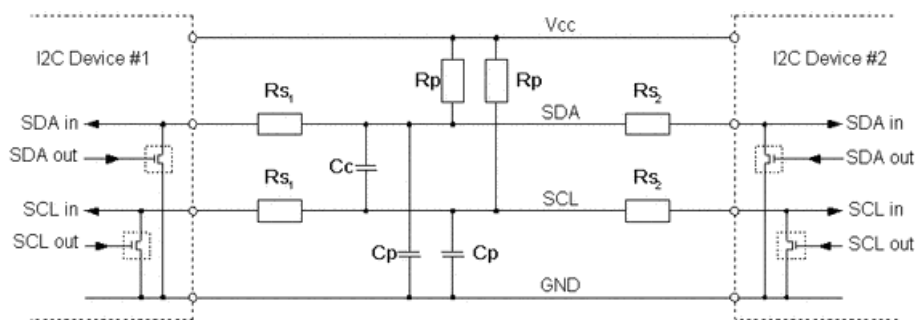 Vcc
I2C Device #1
I2C Device #2
Rp
Rp
Rs1
Rs2
SDA in
SDA
SDA in
SDA out
SDA out
Cc
Rs1
Rs2
SCL in
SCL
SCL in
SCL out
SCL out
Cp
Cp
GND